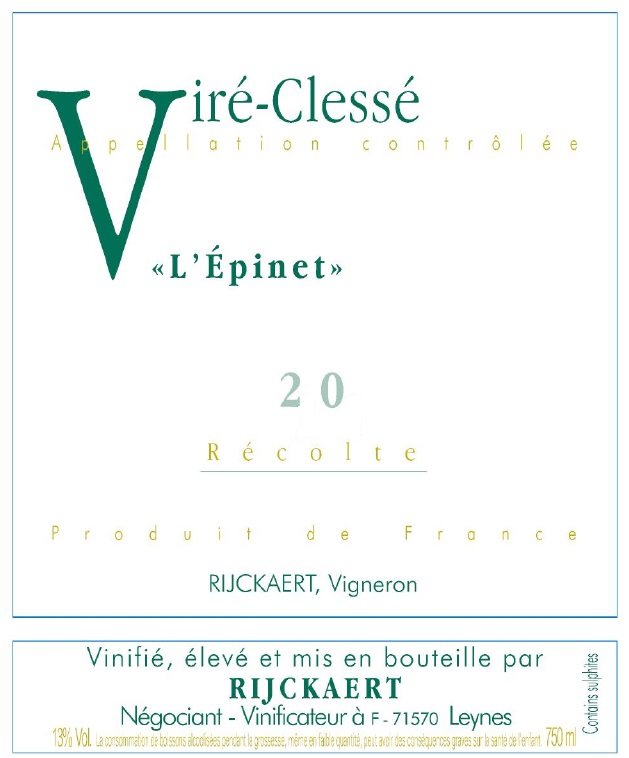 Viré-Clessé
Appellation contrôlée
«L'Épinet»
20
Récolte
Produit de France
RIJCKAERT, Vigneron
Vinifié, élevé et mis en bouteille par
RIJCKAERT
Négociant - Vinificateur à F - 71570 Leynes
13% Vol. La consommation de boissons alcoolisées pendant la grossesse, même en faible quantité, peut avoir des conséquences graves sur la santé de l'enfant. 750 ml
Contains sulphites